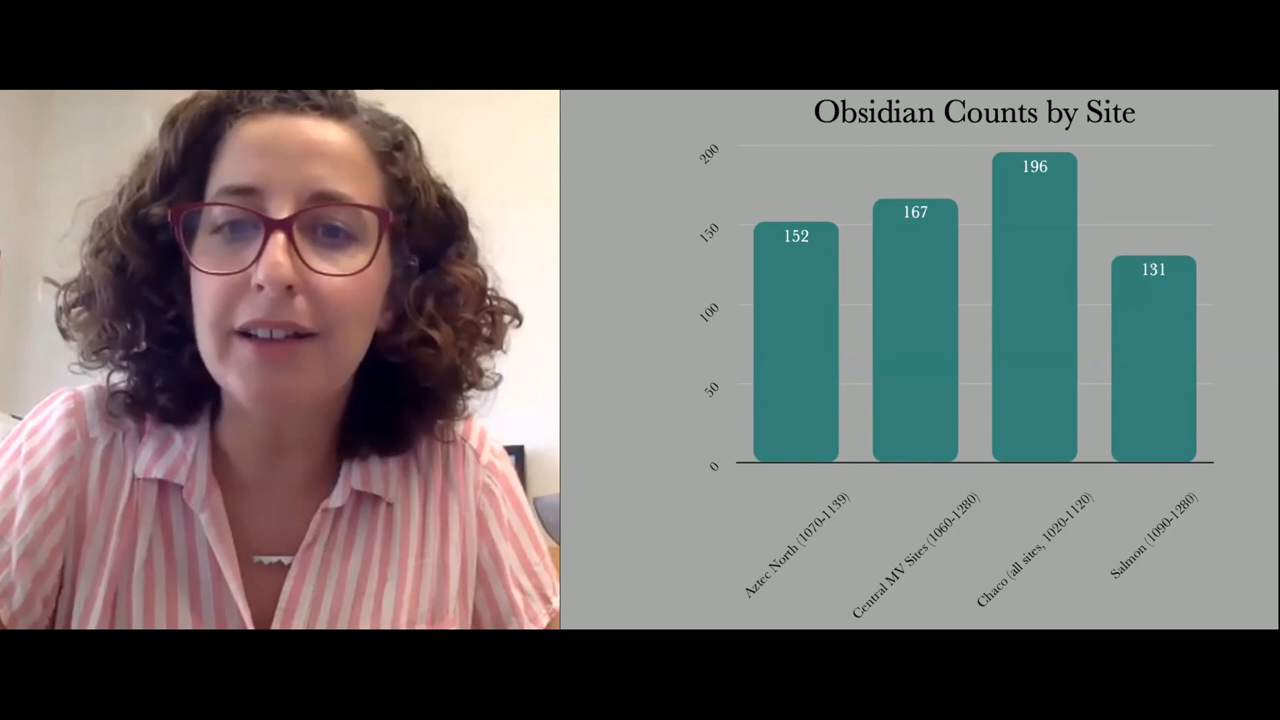 Obsidian Counts by Site
200
150
100
50
0
152
167
196
131
Aztec North (1070-1139)
Central MV Sites (1060-1280)
Chaco (all sites, 1020-1120)
Salmon (1090-1280)